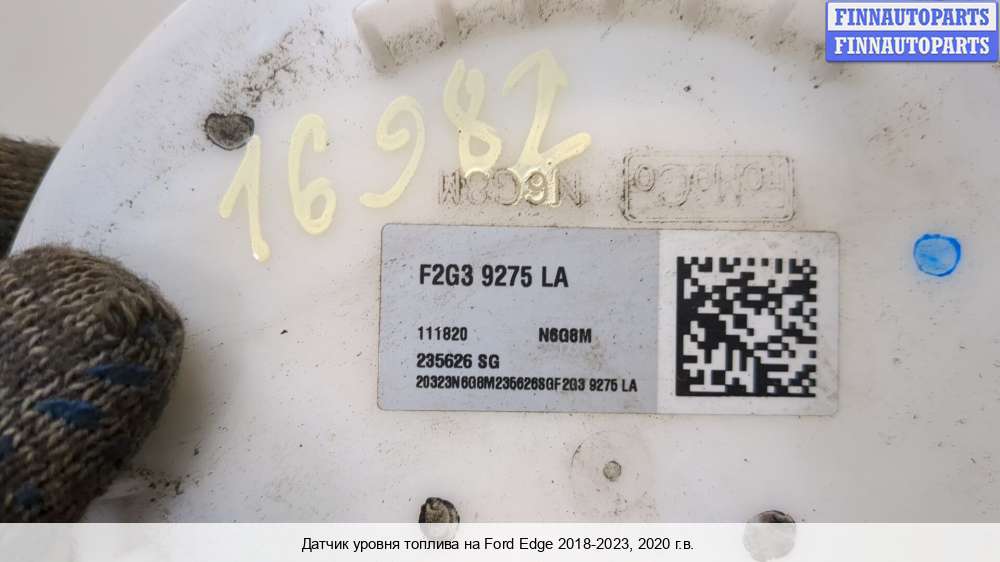 FINNAUTOPARTS
FINNAUTOPARTS
16982
N6G8M
FoMoCo
F2G3 9275 LA
111820 N6G8M
235626 SG
20323N6G8M235626SGF2G3 9275 LA
Датчик уровня топлива на Ford Edge 2018-2023, 2020 г.в.